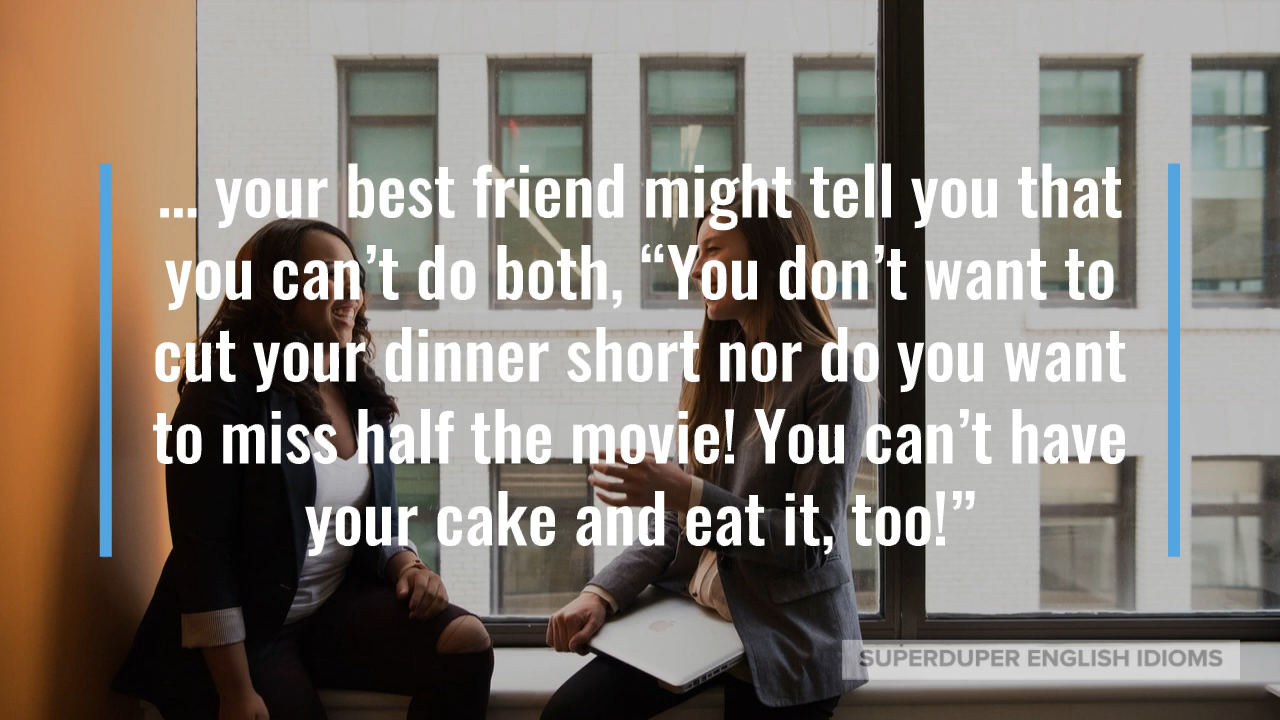 ... your best friend might tell you that
you can’t do both, “You don’t want to
cut your dinner short nor do you want
to miss half the movie! You can’t have
your cake and eat it, too!”
SUPERDUPER ENGLISH IDIOMS